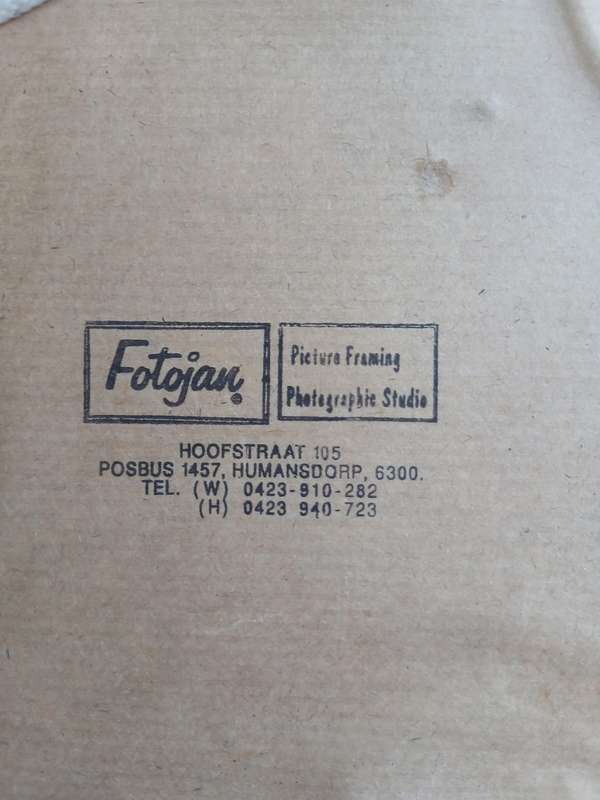 Fotojan
Picture Framing
Photographic Studio
HOOFSTRAAT 105
POSBUS 1457, HUMANSDORP, 6300.
TEL. (W) 0423-910-282
(H) 0423 940-723